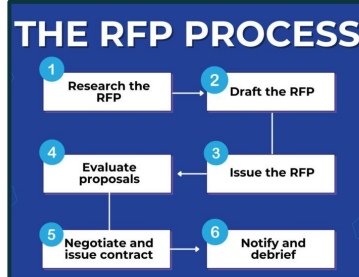 THE RFP PROCESS
1
Research the
RFP
2
Draft the RFP
3
Issue the RFP
4
Evaluate
proposals
5
Negotiate and
issue contract
6
Notify and
debrief